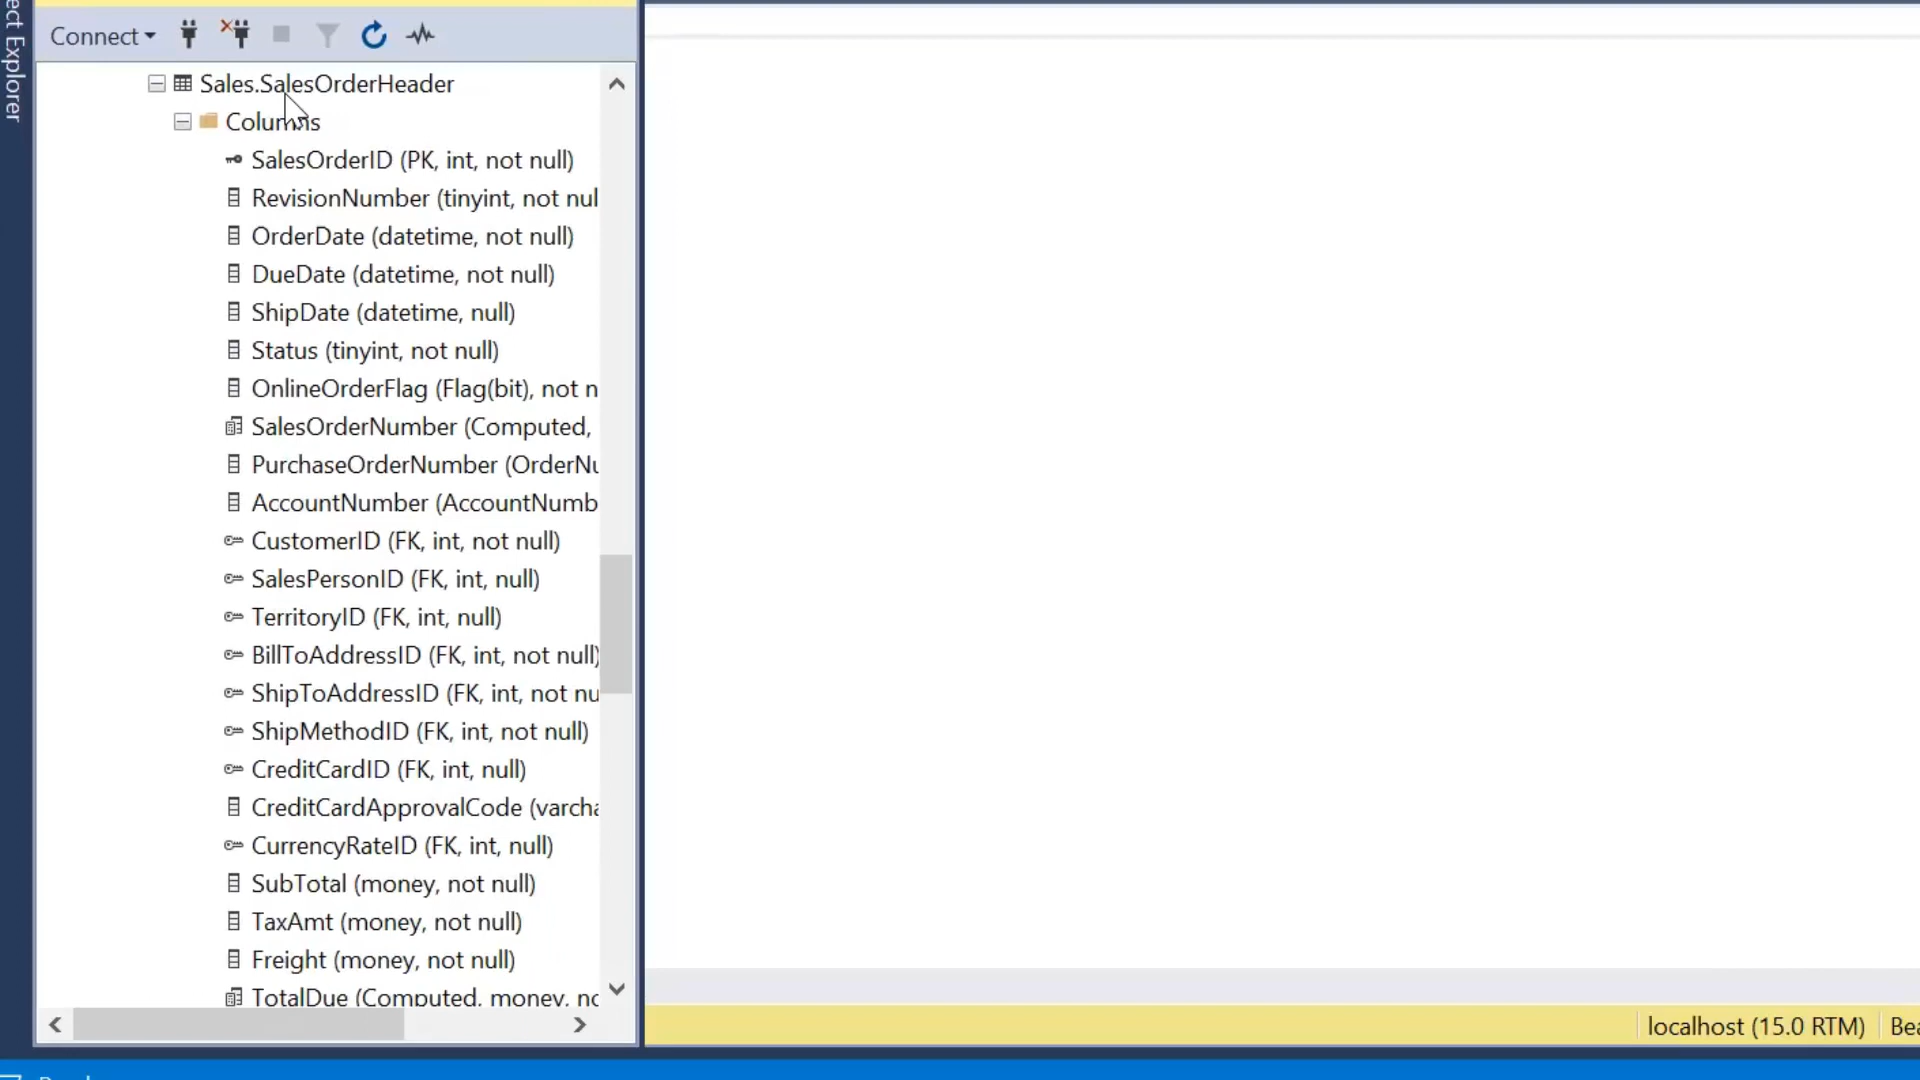 ect Explorer
Connect
Sales.SalesOrderHeader
Columns
SalesOrderID (PK, int, not null)
RevisionNumber (tinyint, not nul
OrderDate (datetime, not null)
DueDate (datetime, not null)
ShipDate (datetime, null)
Status (tinyint, not null)
OnlineOrderFlag (Flag(bit), not n
SalesOrderNumber (Computed,
PurchaseOrderNumber (OrderNu
AccountNumber (AccountNumb
CustomerID (FK, int, not null)
SalesPersonID (FK, int, null)
TerritoryID (FK, int, null)
BillToAddressID (FK, int, not null)
ShipToAddressID (FK, int, not nu
ShipMethodID (FK, int, not null)
CreditCardID (FK, int, null)
CreditCardApprovalCode (varcha
CurrencyRateID (FK, int, null)
SubTotal (money, not null)
TaxAmt (money, not null)
Freight (money, not null)
TotalDue (Computed, money, no
localhost (15.0 RTM)
Bea